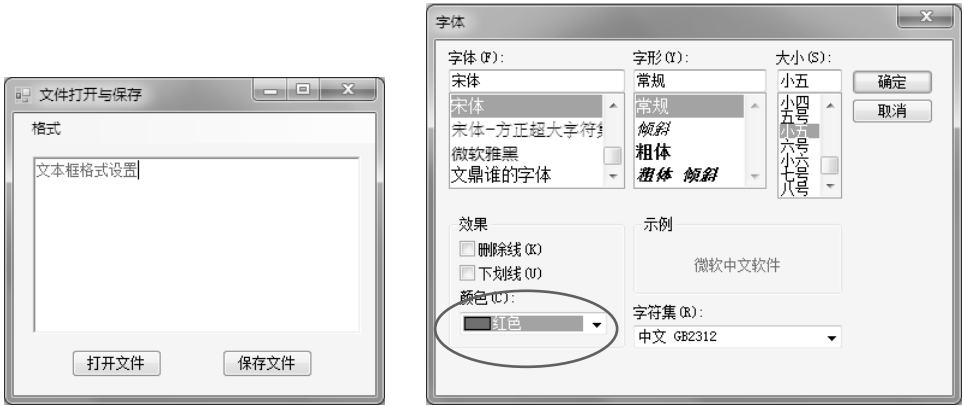 文件打开与保存
格式
文本框格式设置
打开文件
保存文件
字体
字体(F):
宋体
宋体
宋体-方正超大字符集
微软雅黑
文鼎谁的字体
字形(Y):
常规
常规
倾斜
粗体
粗体 倾斜
大小(S):
小五
小四
五号
小五
六号
小六
七号
八号
确定
取消
效果
删除线(K)
下划线(U)
颜色(C):
红色
示例
微软中文软件
字符集(R):
中文 GB2312